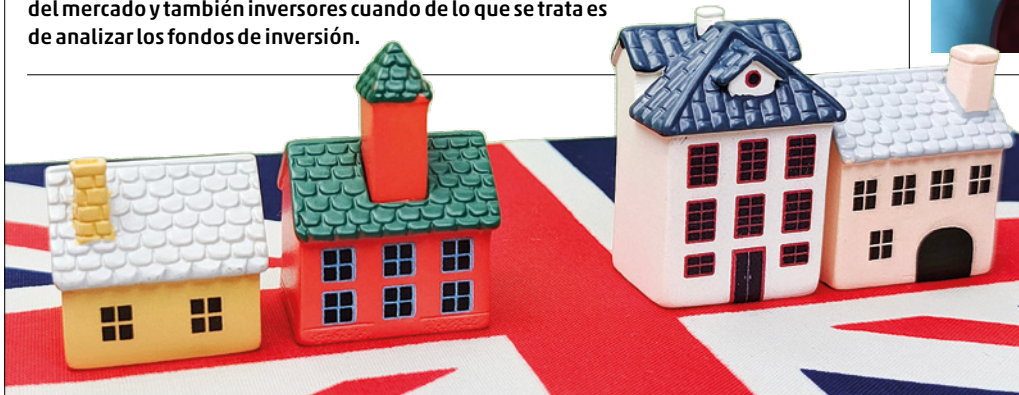 del mercado y también inversores cuando de lo que se trata es
de analizar los fondos de inversión.